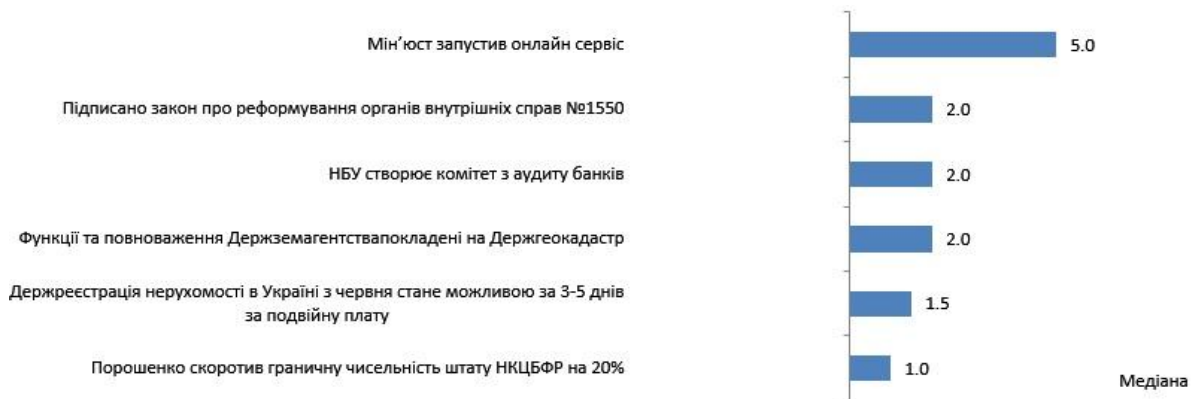 Мін’юст запустив онлайн сервіс
5.0
Підписано закон про реформування органів внутрішніх справ №1550
2.0
НБУ створює комітет з аудиту банків
2.0
Функції та повноваження Держземагентствапокладені на Держгеокадастр
2.0
Держреєстрація нерухомості в Україні з червня стане можливою за 3-5 днів
за подвійну плату
1.5
Порошенко скоротив граничну чисельність штату НКЦБФР на 20%
1.0
Медіана